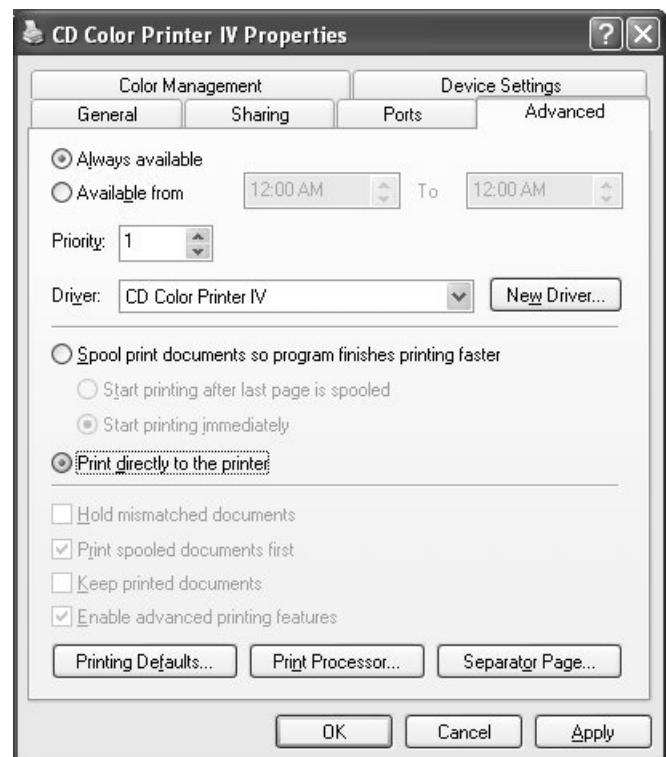 CD Color Printer IV Properties
Color Management Device Settings
General Sharing Ports Advanced
Always available
Available from 12:00 AM To 12:00 AM
Priority: 1
Driver: CD Color Printer IV New Driver...
Spool print documents so program finishes printing faster
Start printing after last page is spooled
Start printing immediately
Print directly to the printer
Hold mismatched documents
Print spooled documents first
Keep printed documents
Enable advanced printing features
Printing Defaults... Print Processor... Separator Page...
OK Cancel Apply